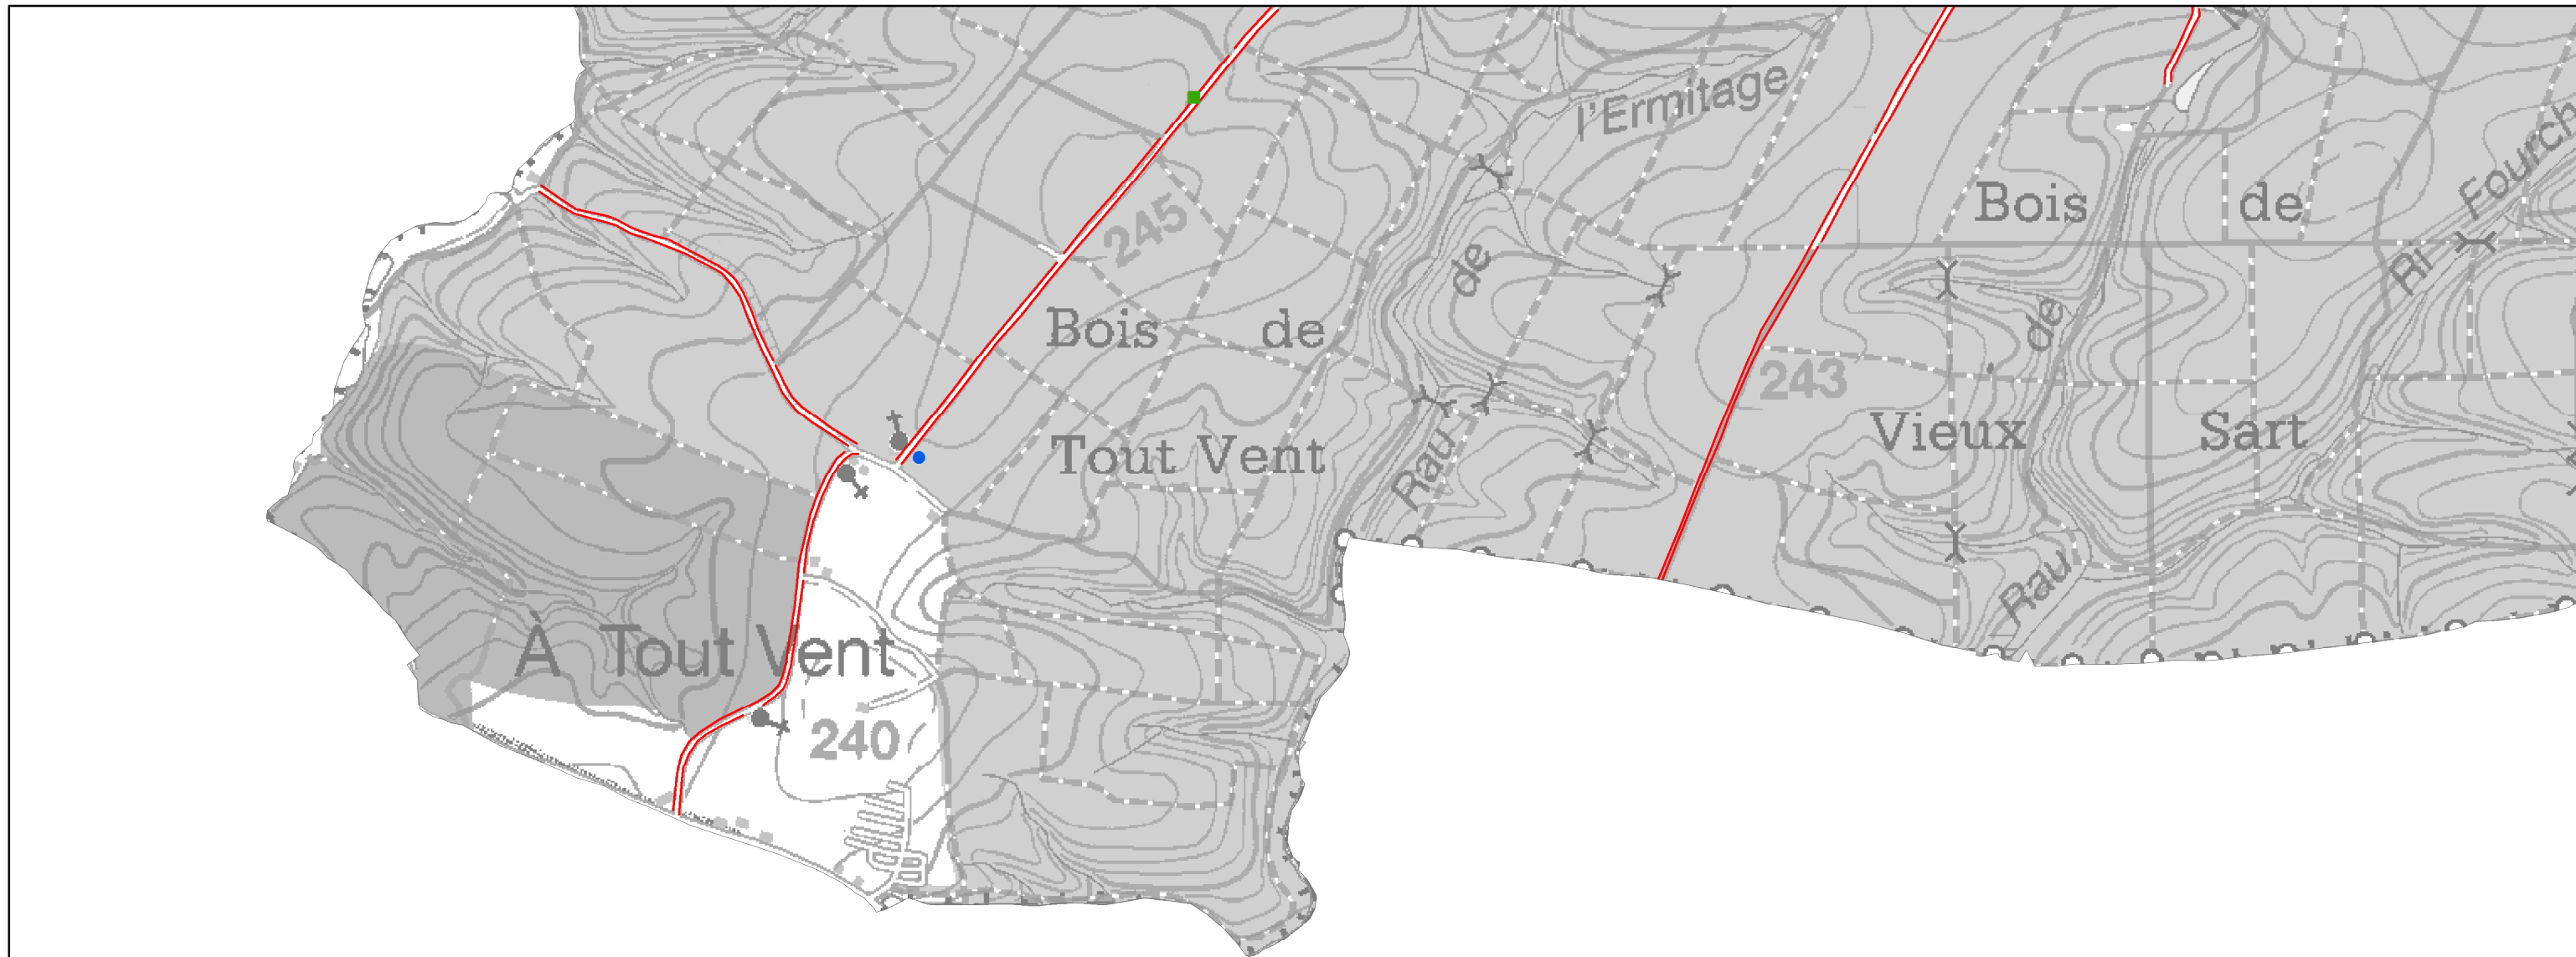 l'Ermitage
245
Bois de
Tout Vent
Rau de
Bois de
Vieux Sart
243
Rau de
Ri Fourch
À Tout Vent
240